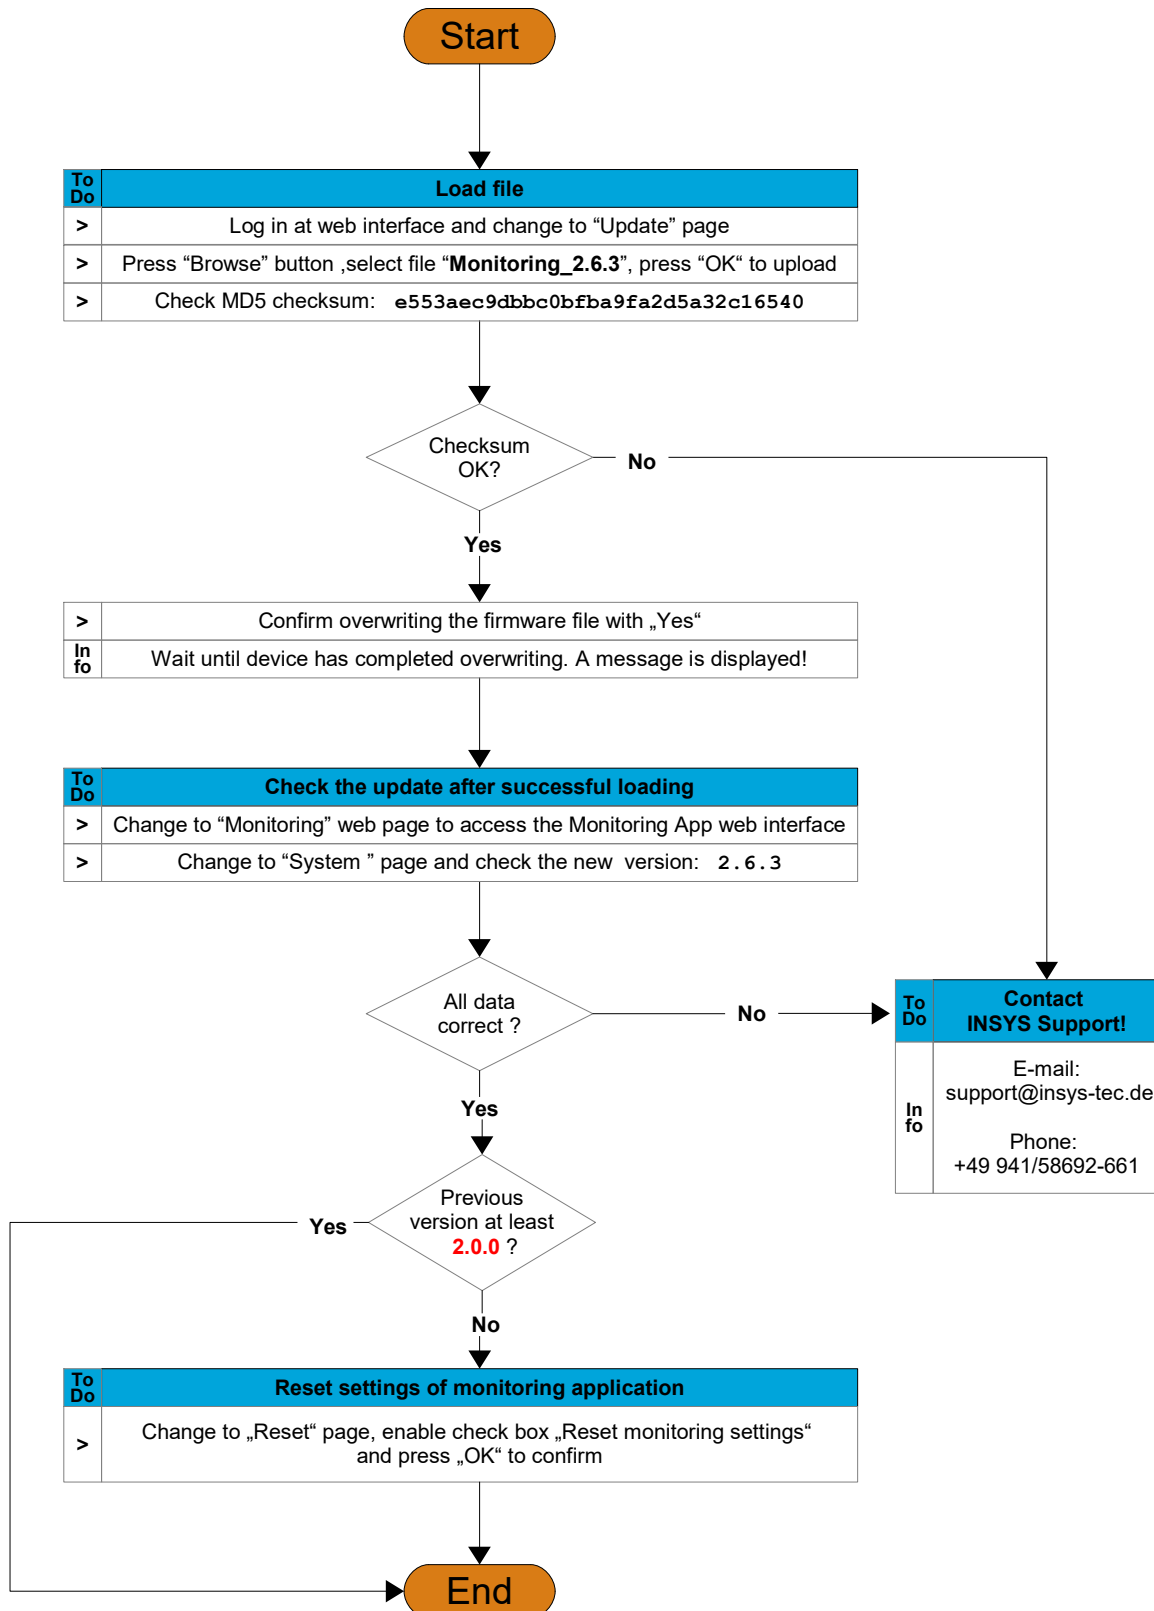 Start
To Do Load file
> Log in at web interface and change to “Update” page
> Press “Browse” button ,select file “Monitoring_2.6.3”, press “OK“ to upload
> Check MD5 checksum: e553aec9dbbc0bfba9fa2d5a32c16540
Checksum
OK?
No
Yes
> Confirm overwriting the firmware file with „Yes“
In fo Wait until device has completed overwriting. A message is displayed!
To Do Check the update after successful loading
> Change to “Monitoring” web page to access the Monitoring App web interface
> Change to “System ” page and check the new version: 2.6.3
All data
correct ?
No
To Do Contact
INSYS Support!
In fo
E-mail:
support@insys-tec.de
Phone:
+49 941/58692-661
Yes
Previous
version at least
2.0.0 ?
Yes
No
To Do Reset settings of monitoring application
> Change to „Reset“ page, enable check box „Reset monitoring settings“
and press „OK“ to confirm
End